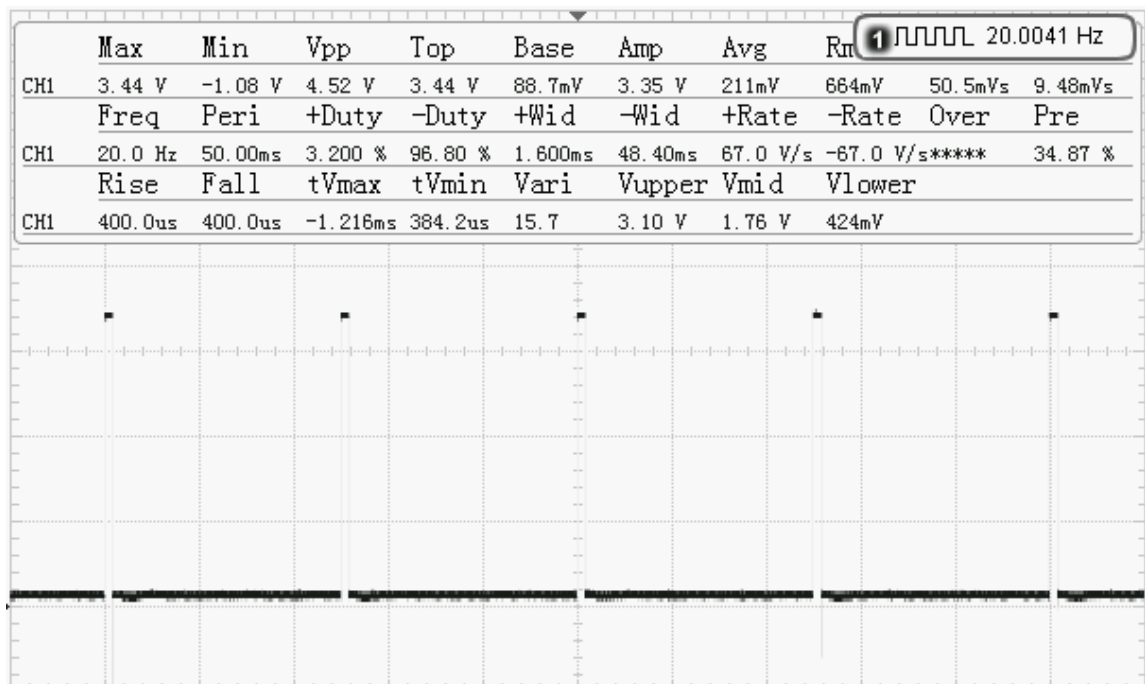 Max Min Vpp Top Base Amp Avg 1 20.0041 Hz
CH1 3.44 V -1.08 V 4.52 V 3.44 V 88.7mV 3.35 V 211mV 664mV 50.5mVs 9.48mVs
Freq Peri +Duty -Duty +Wid -Wid +Rate -Rate Over Pre
CH1 20.0 Hz 50.00ms 3.200 % 96.80 % 1.600ms 48.40ms 67.0 V/s -67.0 V/s***** 34.87 %
Rise Fall tVmax tVmin Vari Vupper Vmid Vlower
CH1 400.0us 400.0us -1.216ms 384.2us 15.7 3.10 V 1.76 V 424mV